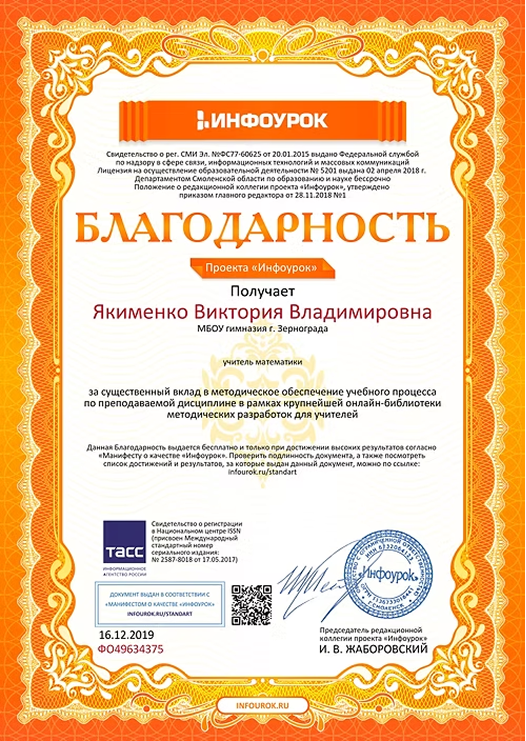 ИНФОУРОК
Свидетельство о рег. СМИ Эл. №ФС77-60625 от 20.01.2015 выдано Федеральной службой
по надзору в сфере связи, информационных технологий и массовых коммуникаций
Лицензия на осуществление образовательной деятельности № 5201 выдана 02 апреля 2018 г.
Департаментом Смоленской области по образованию и науке бессрочно
Положение о редакционной коллегии проекта «Инфоурок», утверждено
приказом главного редактора от 28.11.2018 №1
БЛАГОДАРНОСТЬ
Проекта «Инфоурок»
Получает
Якименко Виктория Владимировна
МБОУ гимназия г. Зернограда
учитель математики
за существенный вклад в методическое обеспечение учебного процесса
по преподаваемой дисциплине в рамках крупнейшей онлайн-библиотеки
методических разработок для учителей
Данная Благодарность выдается бесплатно и только при достижении высоких результатов согласно
«Манифесту о качестве «Инфоурок». Проверить подлинность документа, а также посмотреть
список достижений и результатов, за которые выдан данный документ, можно по ссылке:
infourok.ru/standart
ТАСС
ИНФОРМАЦИОННОЕ
АГЕНТСТВО РОССИИ
Свидетельство о регистрации
в Национальном центре ISSN
(присвоен Международный
стандартный номер
сериального издания:
№ 2587-8018 от 17.05.2017)
ДОКУМЕНТ ВЫДАН В СООТВЕТСТВИИ С
«МАНИФЕСТОМ О КАЧЕСТВЕ «ИНФОУРОК»
INFOUROK.RU/STANDART
16.12.2019
ФО49634375
«Инфоурок»
Г СМОЛЕНСК
Председатель редакционной
коллегии проекта «Инфоурок»
И. В. ЖАБОРОВСКИЙ
INFOUROK.RU